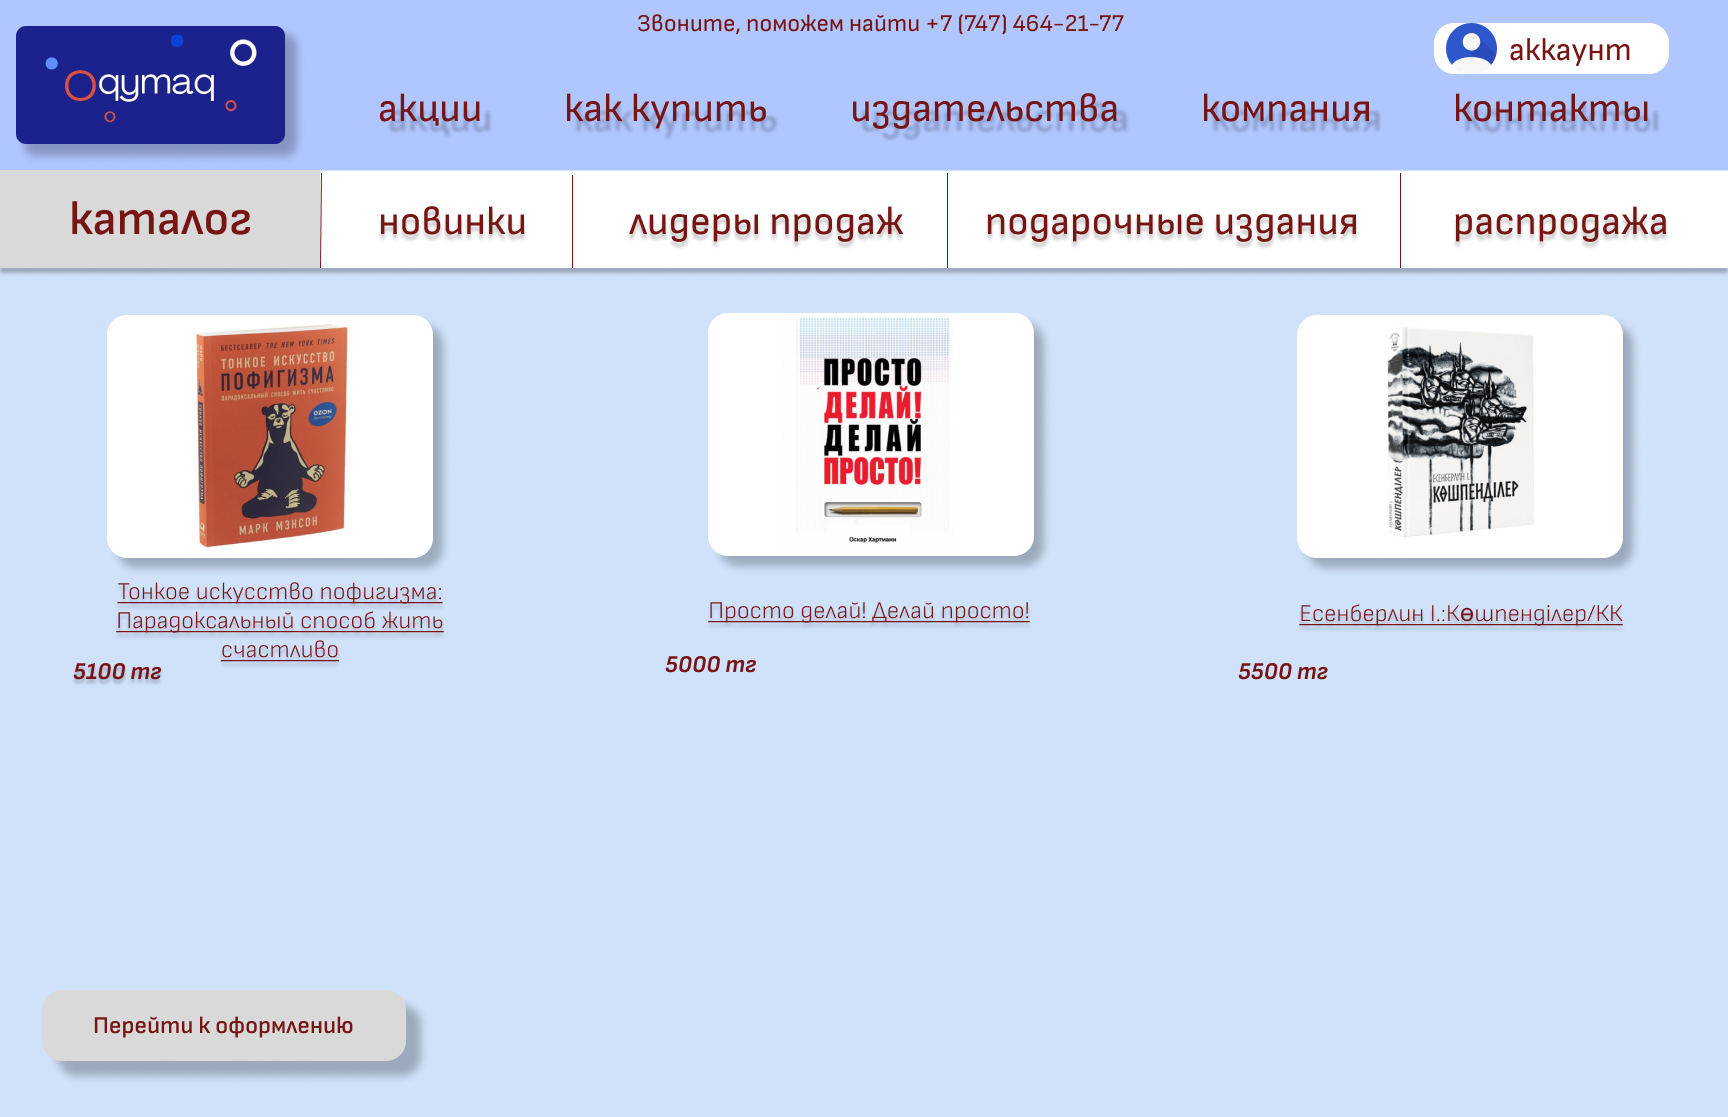 Звоните, поможем найти +7 (747) 464-21-77
oqymaq
аккаунт
акции
как купить
издательства
компания
контакты
каталог
новинки
лидеры продаж
подарочные издания
распродажа
БЕСТСЕЛЛЕР THE NEW YORK TIMES
ТОНКОЕ ИСКУССТВО
ПОФИГИЗМА
ПАРАДОКСАЛЬНЫЙ СПОСОБ ЖИТЬ СЧАСТЛИВО
OZON
МАРК МЭНСОН
ПРОСТО
ДЕЛАЙ!
ДЕЛАЙ
ПРОСТО!
Оскар Хартманн
ЕСЕНБЕРЛИН І.
КӨШПЕНДІЛЕР
КӨШПЕНДІЛЕР
Тонкое искусство пофигизма:
Парадоксальный способ жить
счастливо
5100 тг
Просто делай! Делай просто!
5000 тг
Есенберлин І.:Көшпенділер/КК
5500 тг
Перейти к оформлению